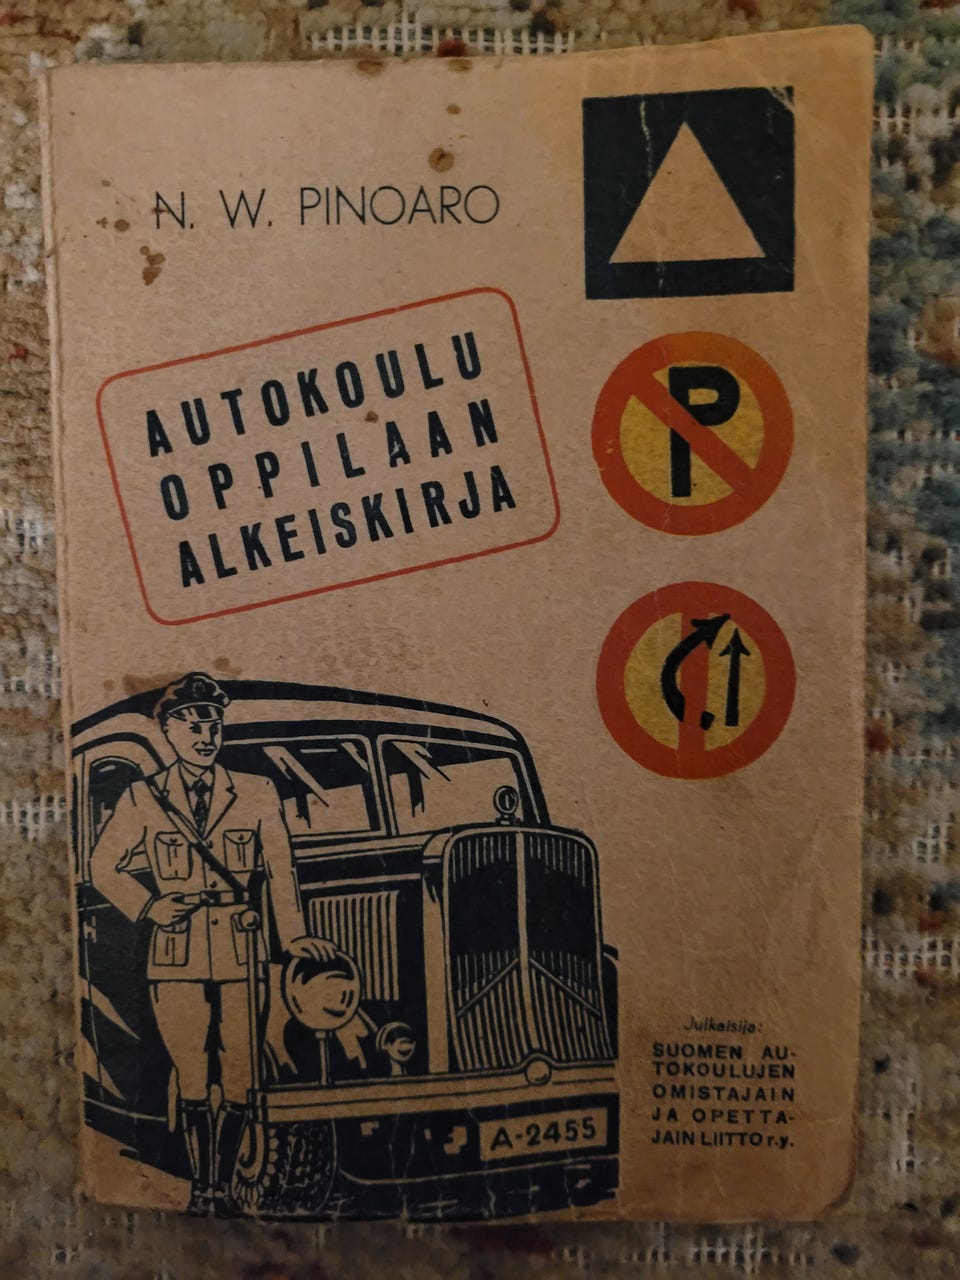 N. W. PINOARO
AUTOKOULU
OPPILAAN
ALKEISKIRJA
P
Julkaisija:
SUOMEN AU-
TOKOULUJEN
OMISTAJAIN
JA OPETTA-
JAIN LIITTO r.y.
A-2455